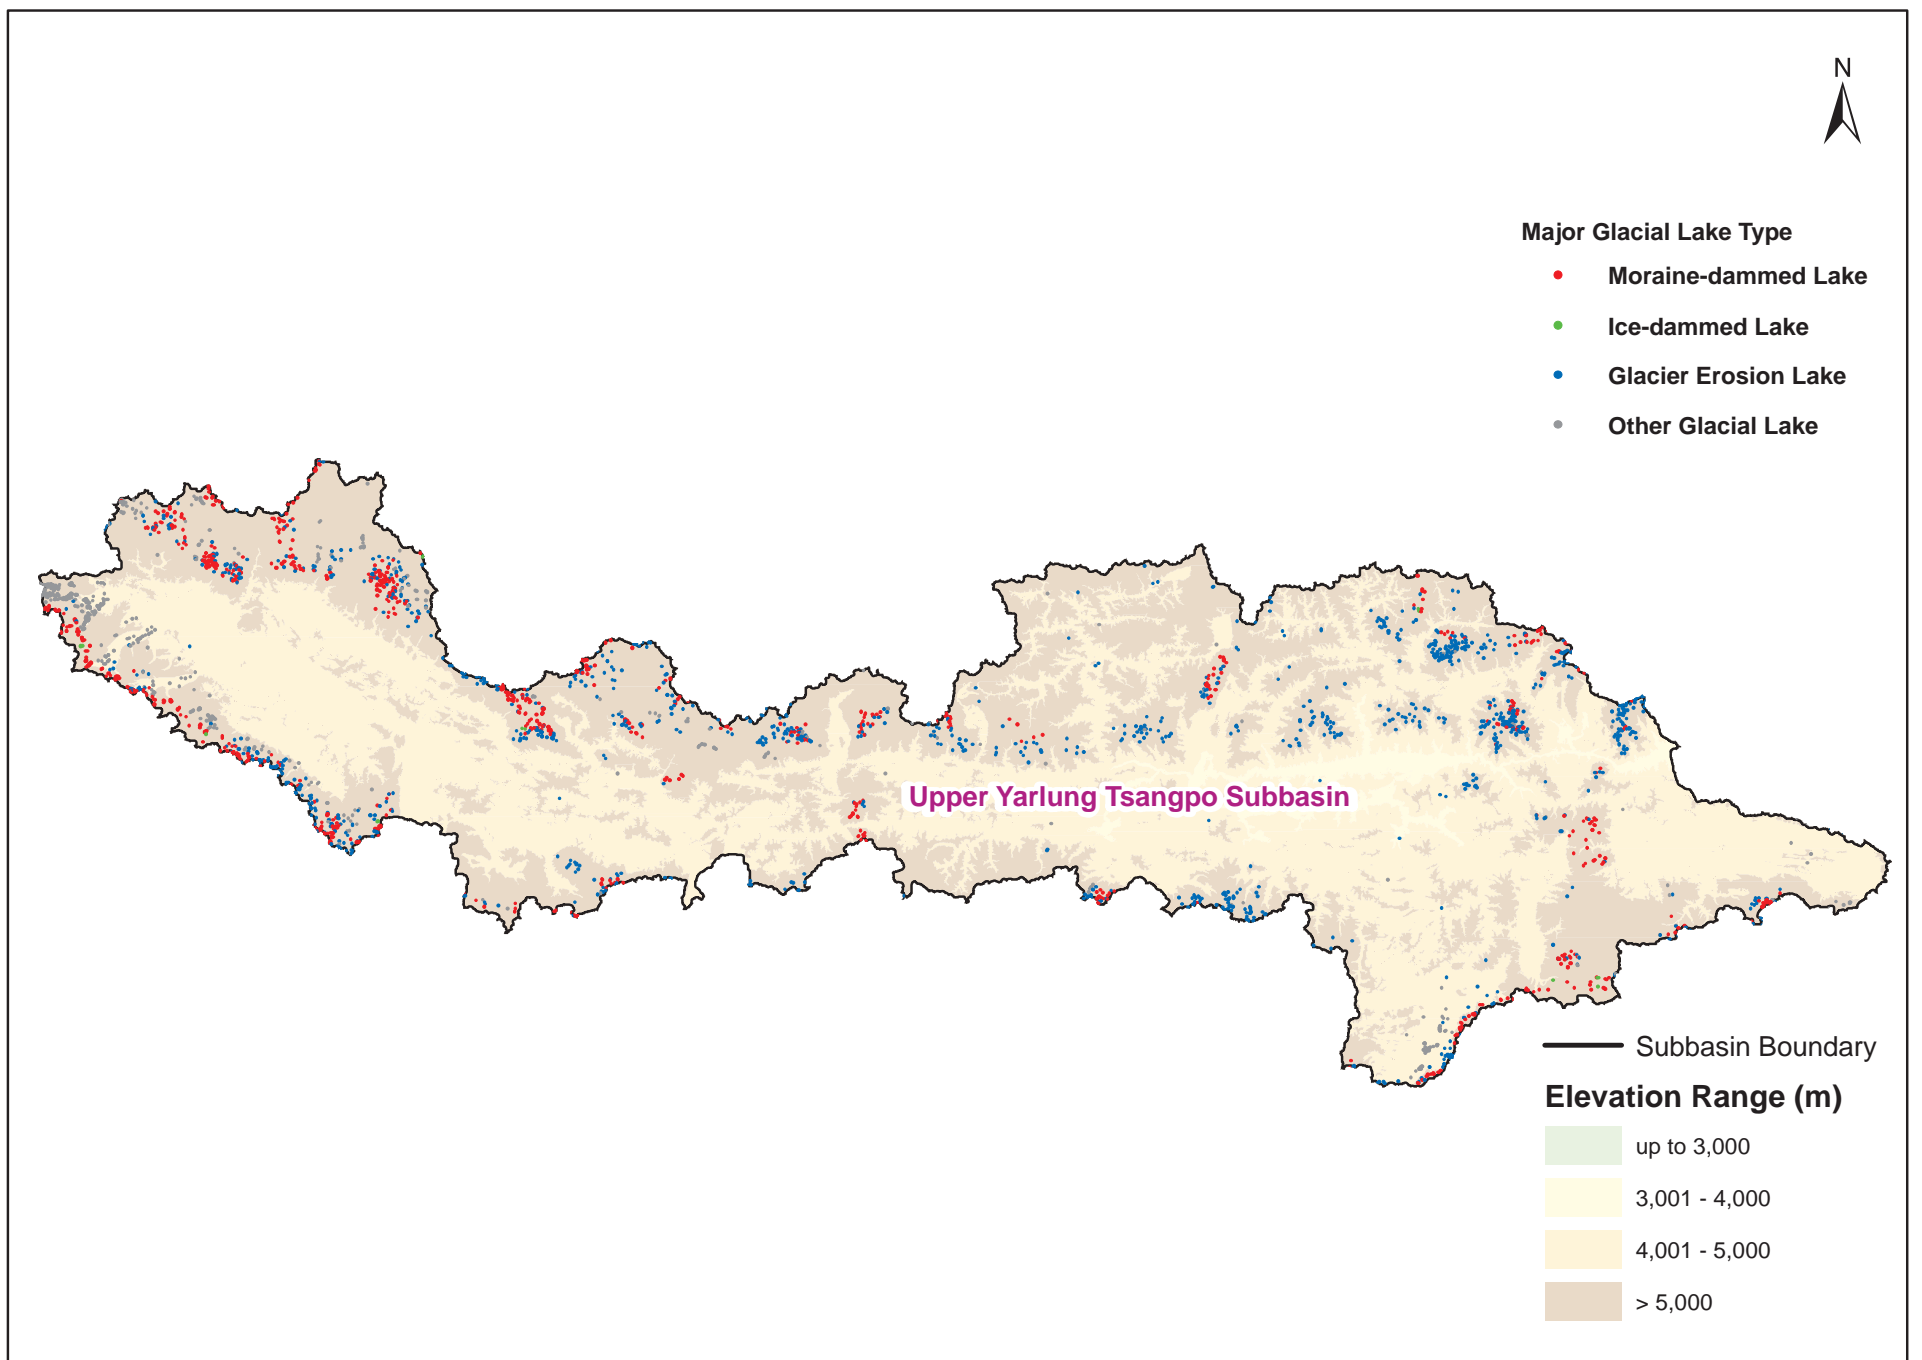 N
Major Glacial Lake Type
Moraine-dammed Lake
Ice-dammed Lake
Glacier Erosion Lake
Other Glacial Lake
Upper Yarlung Tsangpo Subbasin
Subbasin Boundary
Elevation Range (m)
up to 3,000
3,001 - 4,000
4,001 - 5,000
> 5,000